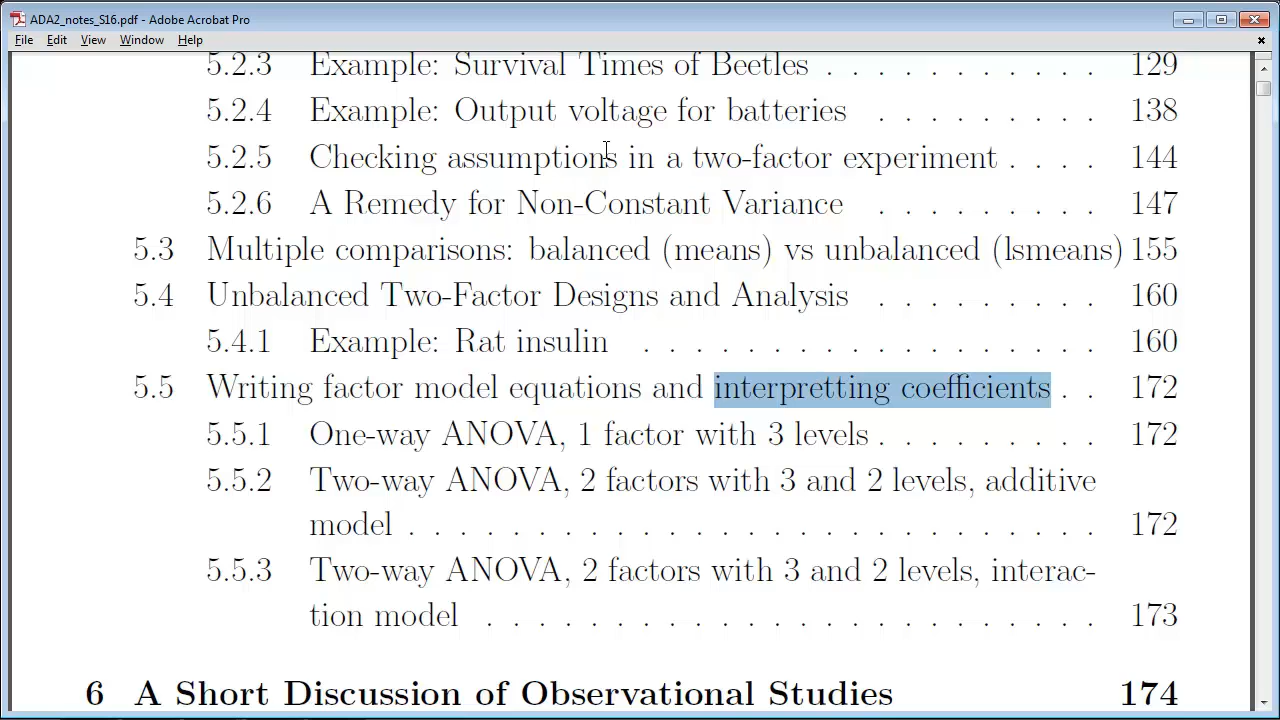 ADA2_notes_S16.pdf - Adobe Acrobat Pro
File Edit View Window Help
5.2.3 Example: Survival Times of Beetles . . . . . . . . . . . 129
5.2.4 Example: Output voltage for batteries . . . . . . . . . 138
5.2.5 Checking assumptions in a two-factor experiment . . . . 144
5.2.6 A Remedy for Non-Constant Variance . . . . . . . . . 147
5.3 Multiple comparisons: balanced (means) vs unbalanced (lsmeans) 155
5.4 Unbalanced Two-Factor Designs and Analysis . . . . . . . . . 160
5.4.1 Example: Rat insulin . . . . . . . . . . . . . . . . . . 160
5.5 Writing factor model equations and interpretting coefficients . . 172
5.5.1 One-way ANOVA, 1 factor with 3 levels . . . . . . . . . 172
5.5.2 Two-way ANOVA, 2 factors with 3 and 2 levels, additive
model . . . . . . . . . . . . . . . . . . . . . . . . . . . 172
5.5.3 Two-way ANOVA, 2 factors with 3 and 2 levels, interac-
tion model . . . . . . . . . . . . . . . . . . . . . . . . 173
6 A Short Discussion of Observational Studies 174